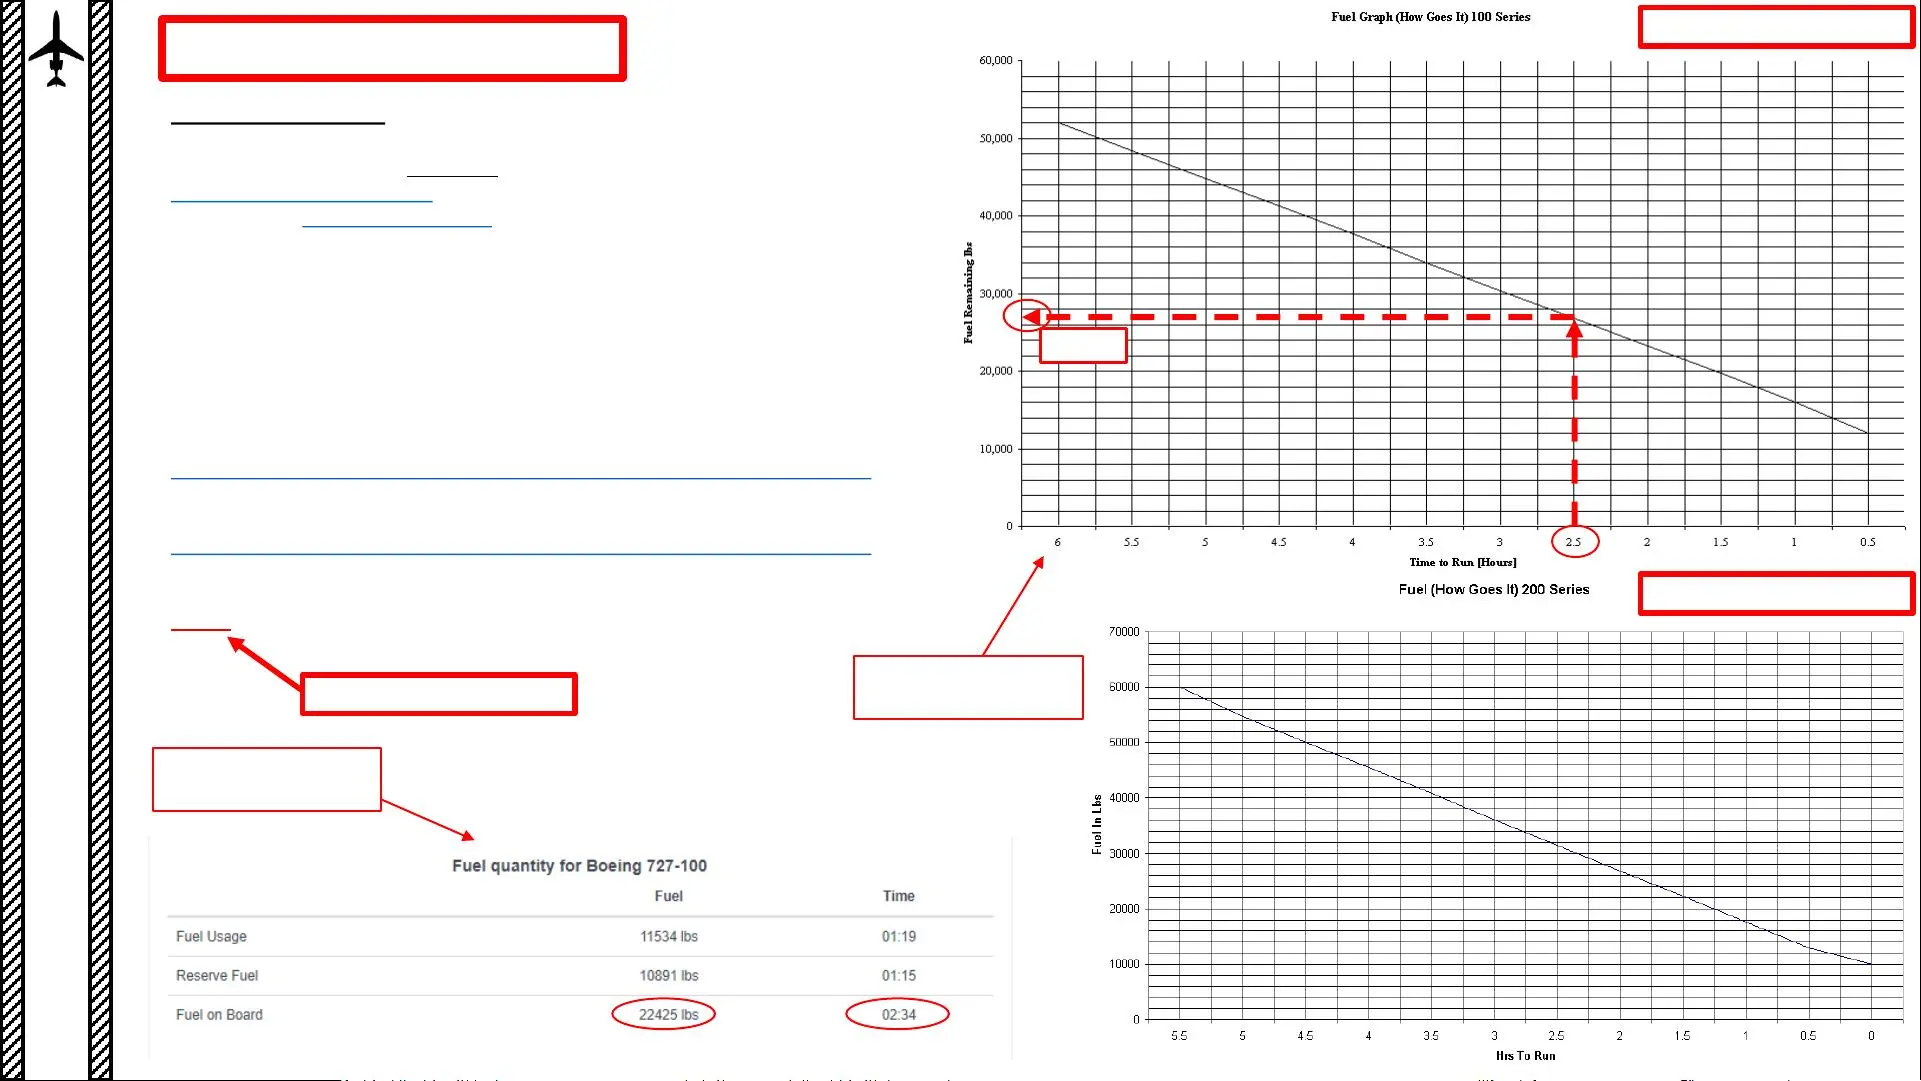 Fuel Graph (How Goes It) 100 Series
60,000
50,000
40,000
30,000
20,000
10,000
0
Fuel Remaining lbs
6 5.5 5 4.5 4 3.5 3 2.5 2 1.5 1 0.5
Time to Run [Hours]
Fuel (How Goes It) 200 Series
70000
60000
50000
40000
30000
20000
10000
0
Fuel In Lbs
5.5 5 4.5 4 3.5 3 2.5 2 1.5 1 0.5 0
Hrs To Run
Fuel quantity for Boeing 727-100
Fuel Time
Fuel Usage 11534 lbs 01:19
Reserve Fuel 10891 lbs 01:15
Fuel on Board 22425 lbs 02:34